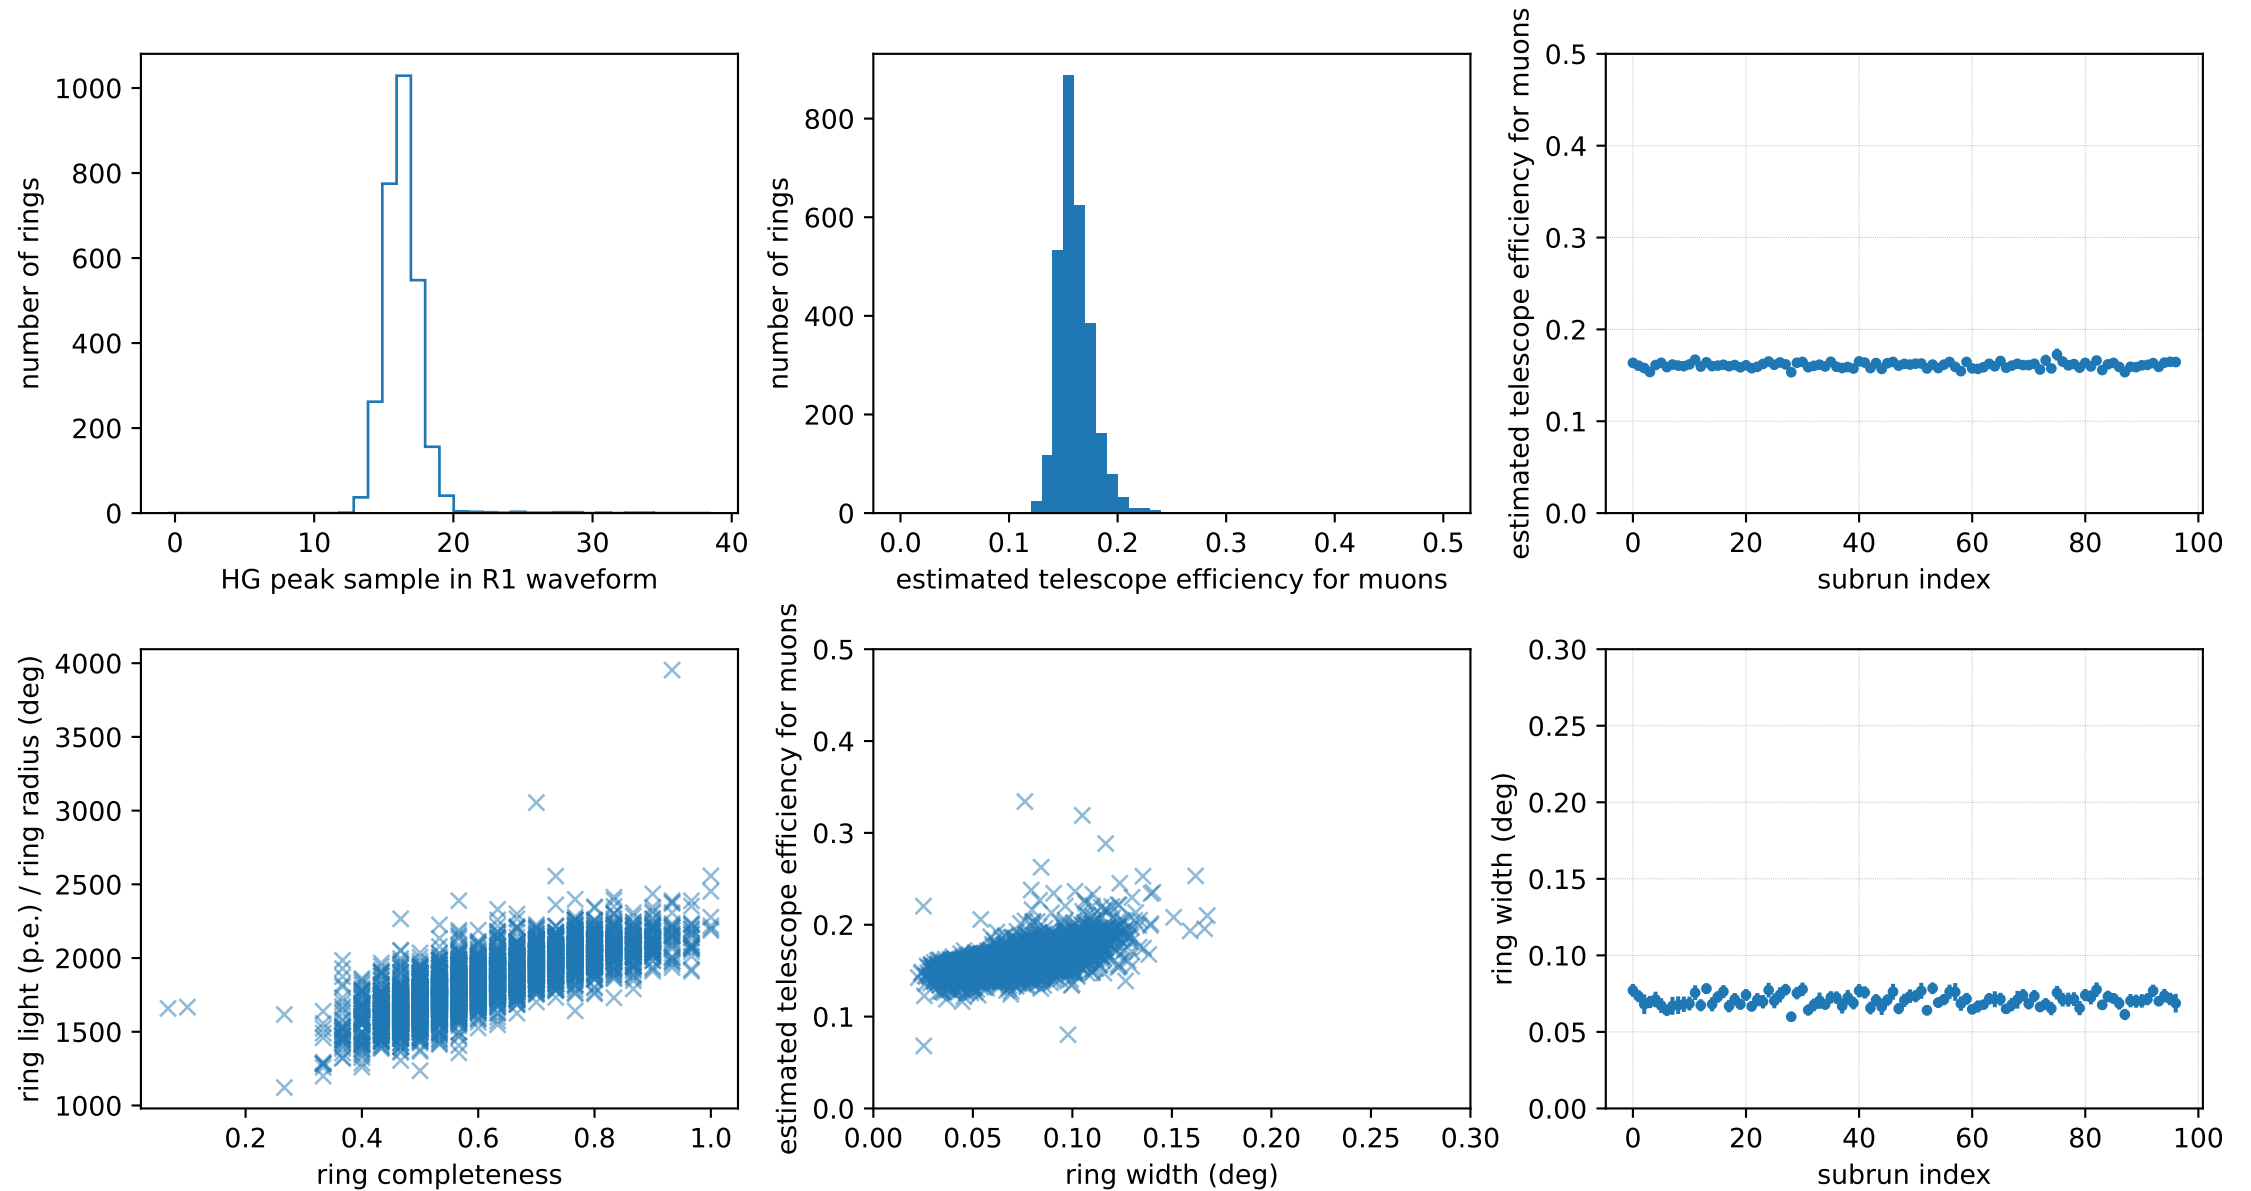 number of rings
1000
800
600
400
200
0
0 10 20 30 40
HG peak sample in R1 waveform
number of rings
800
600
400
200
0
0.0 0.1 0.2 0.3 0.4 0.5
estimated telescope efficiency for muons
estimated telescope efficiency for muons
0.5
0.4
0.3
0.2
0.1
0.0
0 20 40 60 80 100
subrun index
ring light (p.e.) / ring radius (deg)
4000
3500
3000
2500
2000
1500
1000
0.2 0.4 0.6 0.8 1.0
ring completeness
estimated telescope efficiency for muons
0.5
0.4
0.3
0.2
0.1
0.0
0.00 0.05 0.10 0.15 0.20 0.25 0.30
ring width (deg)
ring width (deg)
0.30
0.25
0.20
0.15
0.10
0.05
0.00
0 20 40 60 80 100
subrun index